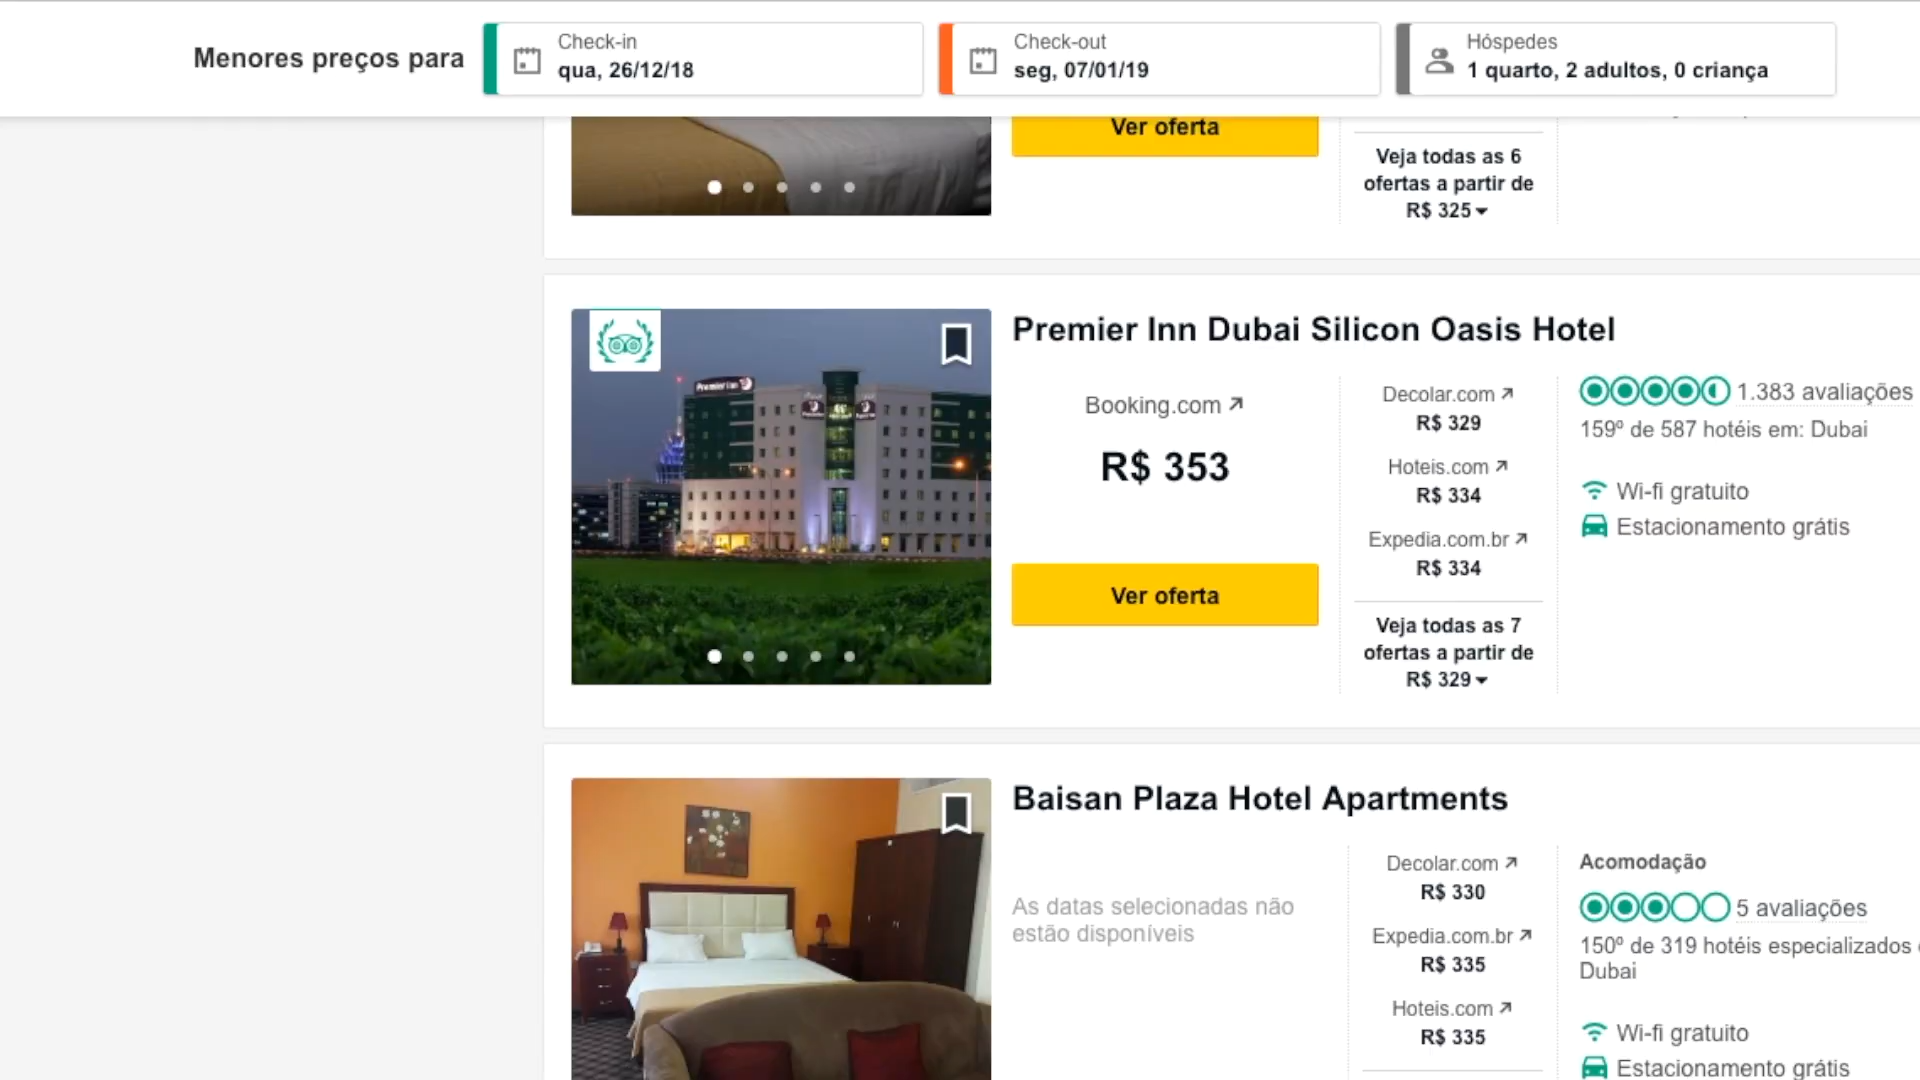 Menores preços para
Check-in
qua, 26/12/18
Check-out
seg, 07/01/19
Hóspedes
1 quarto, 2 adultos, 0 criança
Ver oferta
Veja todas as 6
ofertas a partir de
R$ 325
Premier Inn Dubai Silicon Oasis Hotel
Premier Inn
Booking.com
R$ 353
Ver oferta
Decolar.com
R$ 329
Hoteis.com
R$ 334
Expedia.com.br
R$ 334
Veja todas as 7
ofertas a partir de
R$ 329
1.383 avaliações
159º de 587 hotéis em: Dubai
Wi-fi gratuito
Estacionamento grátis
Baisan Plaza Hotel Apartments
As datas selecionadas não
estão disponíveis
Decolar.com
R$ 330
Expedia.com.br
R$ 335
Hoteis.com
R$ 335
Acomodação
5 avaliações
150º de 319 hotéis especializados
Dubai
Wi-fi gratuito
Estacionamento grátis